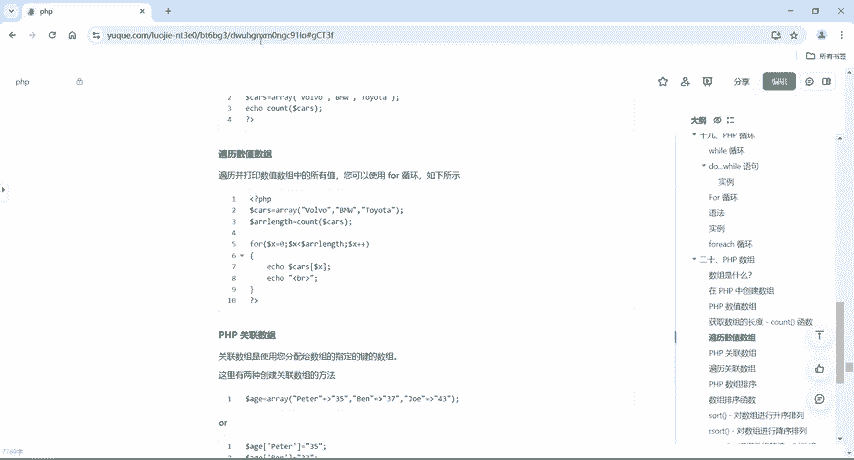 php
yuque.com/luojie-nt3e0/bt6bg3/dwuhgnxm0ngc91lo#gCT3f
所有书签
php
分享
编辑
2 $cars=array("Volvo","BMW","Toyota");
3 echo count($cars);
4 ?>
遍历数值数组
遍历并打印数值数组中的所有值，您可以使用 for 循环，如下所示
1 <?php
2 $cars=array("Volvo","BMW","Toyota");
3 $arrlength=count($cars);
4
5 for($x=0;$x<$arrlength;$x++)
6 {
7 echo $cars[$x];
8 echo "<br>";
9 }
10 ?>
PHP 关联数组
关联数组是使用您分配给数组的指定的键的数组。
这里有两种创建关联数组的方法
1 $age=array("Peter"=>"35","Ben"=>"37","Joe"=>"43");
or
1 $age['Peter']="35";
2 $age['Ben']="37";
大纲
十九、PHP 循环
while 循环
do...while 语句
实例
For 循环
语法
实例
foreach 循环
二十、PHP 数组
数组是什么？
在 PHP 中创建数组
PHP 数值数组
获取数组的长度 - count() 函数
遍历数值数组
PHP 关联数组
遍历关联数组
PHP 数组排序
数组排序函数
sort() - 对数组进行升序排列
rsort() - 对数组进行降序排列